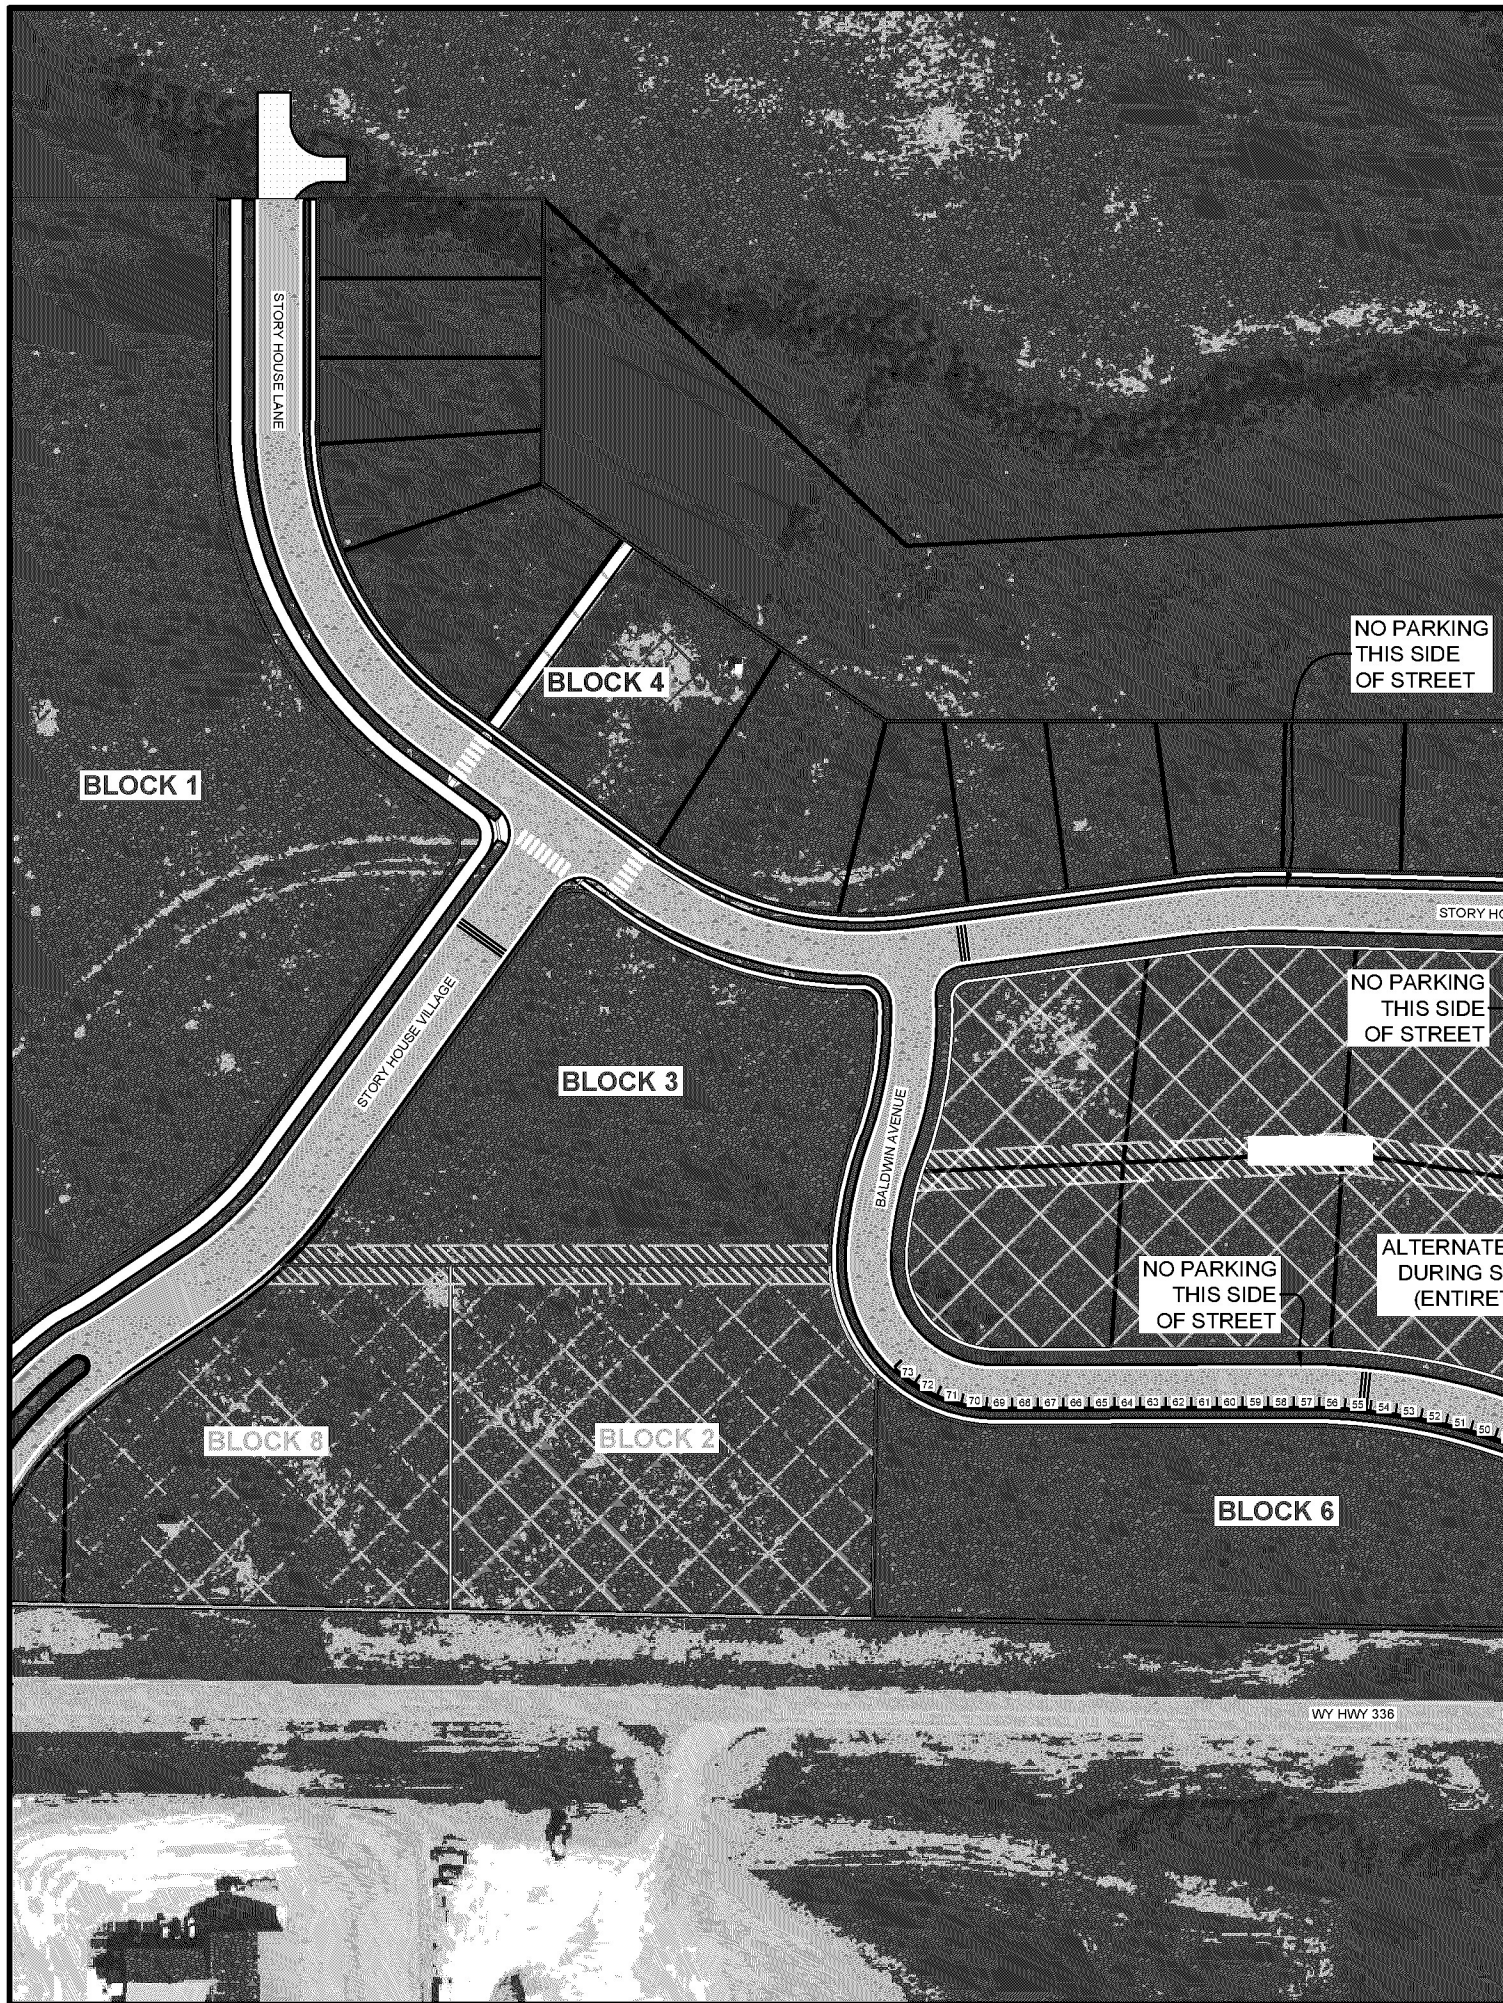 STORY HOUSE LANE
NO PARKING
THIS SIDE
OF STREET
BLOCK 4
BLOCK 1
STORY HO
NO PARKING
THIS SIDE
OF STREET
STORY HOUSE VILLAGE
BLOCK 3
BALDWIN AVENUE
ALTERNATE
DURING S
(ENTIRET
NO PARKING
THIS SIDE
OF STREET
73 72 71 70 69 68 67 66 65 64 63 62 61 60 59 58 57 56 55 54 53 52 51 50
BLOCK 8
BLOCK 2
BLOCK 6
WY HWY 336